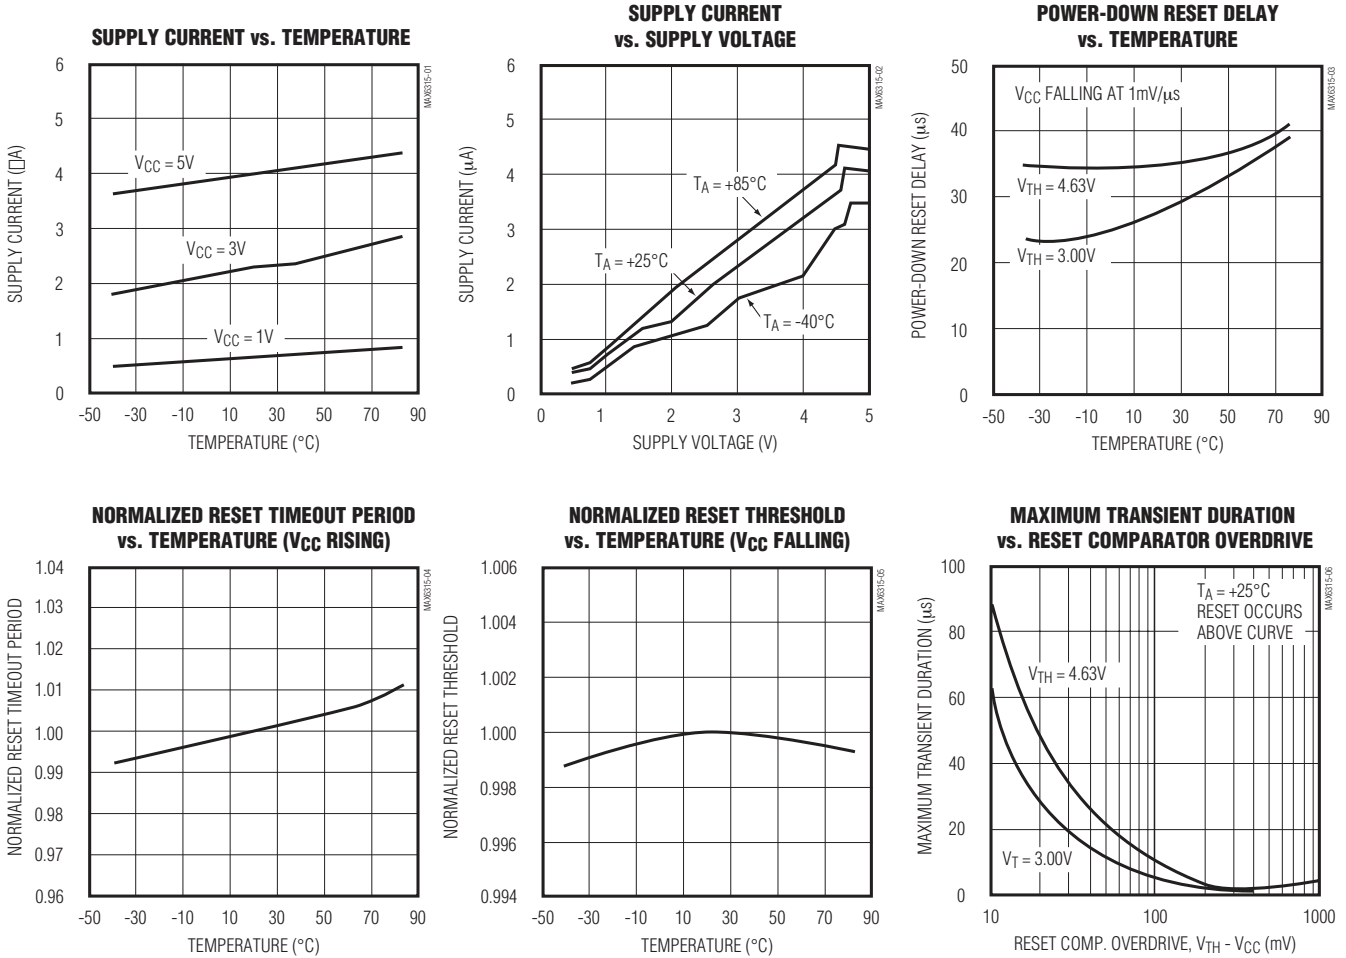 SUPPLY CURRENT vs. TEMPERATURE
6
5
4
3
2
1
0
SUPPLY CURRENT (□A)
VCC = 5V
VCC = 3V
VCC = 1V
MAX6315-01
-50 -30 -10 10 30 50 70 90
TEMPERATURE (°C)
SUPPLY CURRENT
vs. SUPPLY VOLTAGE
6
5
4
3
2
1
0
SUPPLY CURRENT (µA)
TA = +85°C
TA = +25°C
TA = -40°C
MAX6315-02
0 1 2 3 4 5
SUPPLY VOLTAGE (V)
POWER-DOWN RESET DELAY
vs. TEMPERATURE
50
40
30
20
10
0
POWER-DOWN RESET DELAY (µs)
VCC FALLING AT 1mV/µs
VTH = 4.63V
VTH = 3.00V
MAX6315-03
-50 -30 -10 10 30 50 70 90
TEMPERATURE (°C)
NORMALIZED RESET TIMEOUT PERIOD
vs. TEMPERATURE (VCC RISING)
1.04
1.03
1.02
1.01
1.00
0.99
0.98
0.97
0.96
NORMALIZED RESET TIMEOUT PERIOD
MAX6315-04
-50 -30 -10 10 30 50 70 90
TEMPERATURE (°C)
NORMALIZED RESET THRESHOLD
vs. TEMPERATURE (VCC FALLING)
1.006
1.004
1.002
1.000
0.998
0.996
0.994
NORMALIZED RESET THRESHOLD
MAX6315-05
-50 -30 -10 10 30 50 70 90
TEMPERATURE (°C)
MAXIMUM TRANSIENT DURATION
vs. RESET COMPARATOR OVERDRIVE
100
80
60
40
20
0
MAXIMUM TRANSIENT DURATION (µs)
TA = +25°C
RESET OCCURS
ABOVE CURVE
VTH = 4.63V
VT = 3.00V
MAX6315-06
10 100 1000
RESET COMP. OVERDRIVE, VTH - VCC (mV)